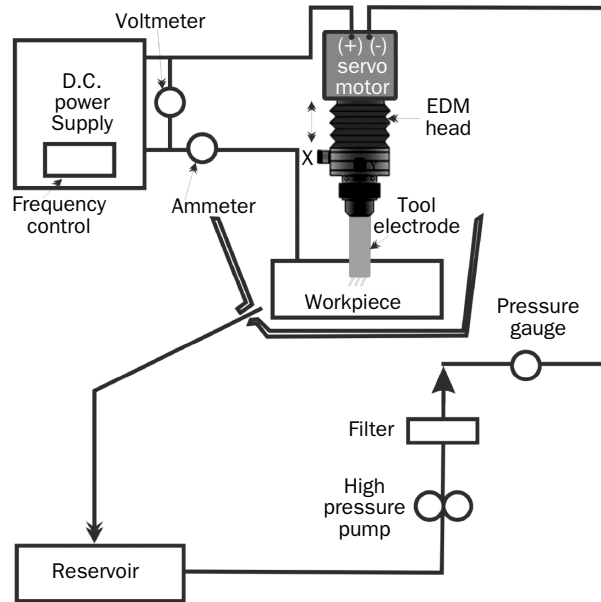 Voltmeter
D.C.
power
Supply
Frequency
control
Ammeter
(+) (-)
servo
motor
EDM
head
X
Y
Tool
electrode
Workpiece
Pressure
gauge
Filter
High
pressure
pump
Reservoir